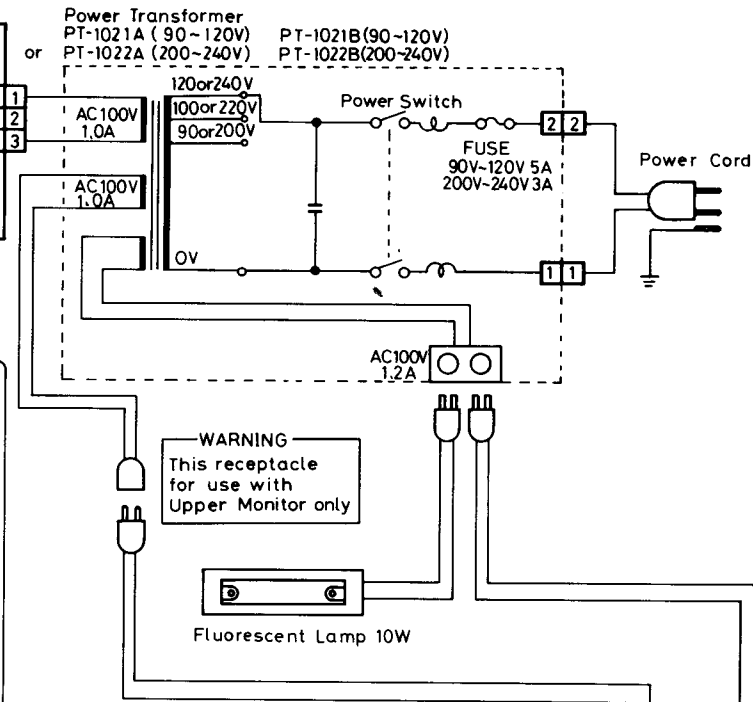 Power Transformer
PT-1021A (90~120V) PT-1021B(90~120V)
or PT-1022A (200~240V) PT-1022B(200~240V)
120or240V
100or220V
90or200V
Power Switch
1
2
3
AC100V
1.0A
2 2
FUSE
90V~120V 5A
200V~240V 3A
Power Cord
AC100V
1.0A
0V
1 1
AC100V
1.2A
WARNING
This receptacle
for use with
Upper Monitor only
Fluorescent Lamp 10W